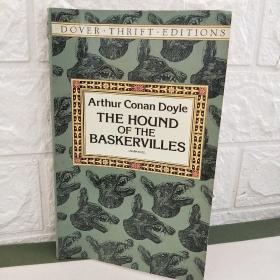 DOVER · THRIFT · EDITIONS
Arthur Conan Doyle
THE HOUND
OF THE
BASKERVILLES